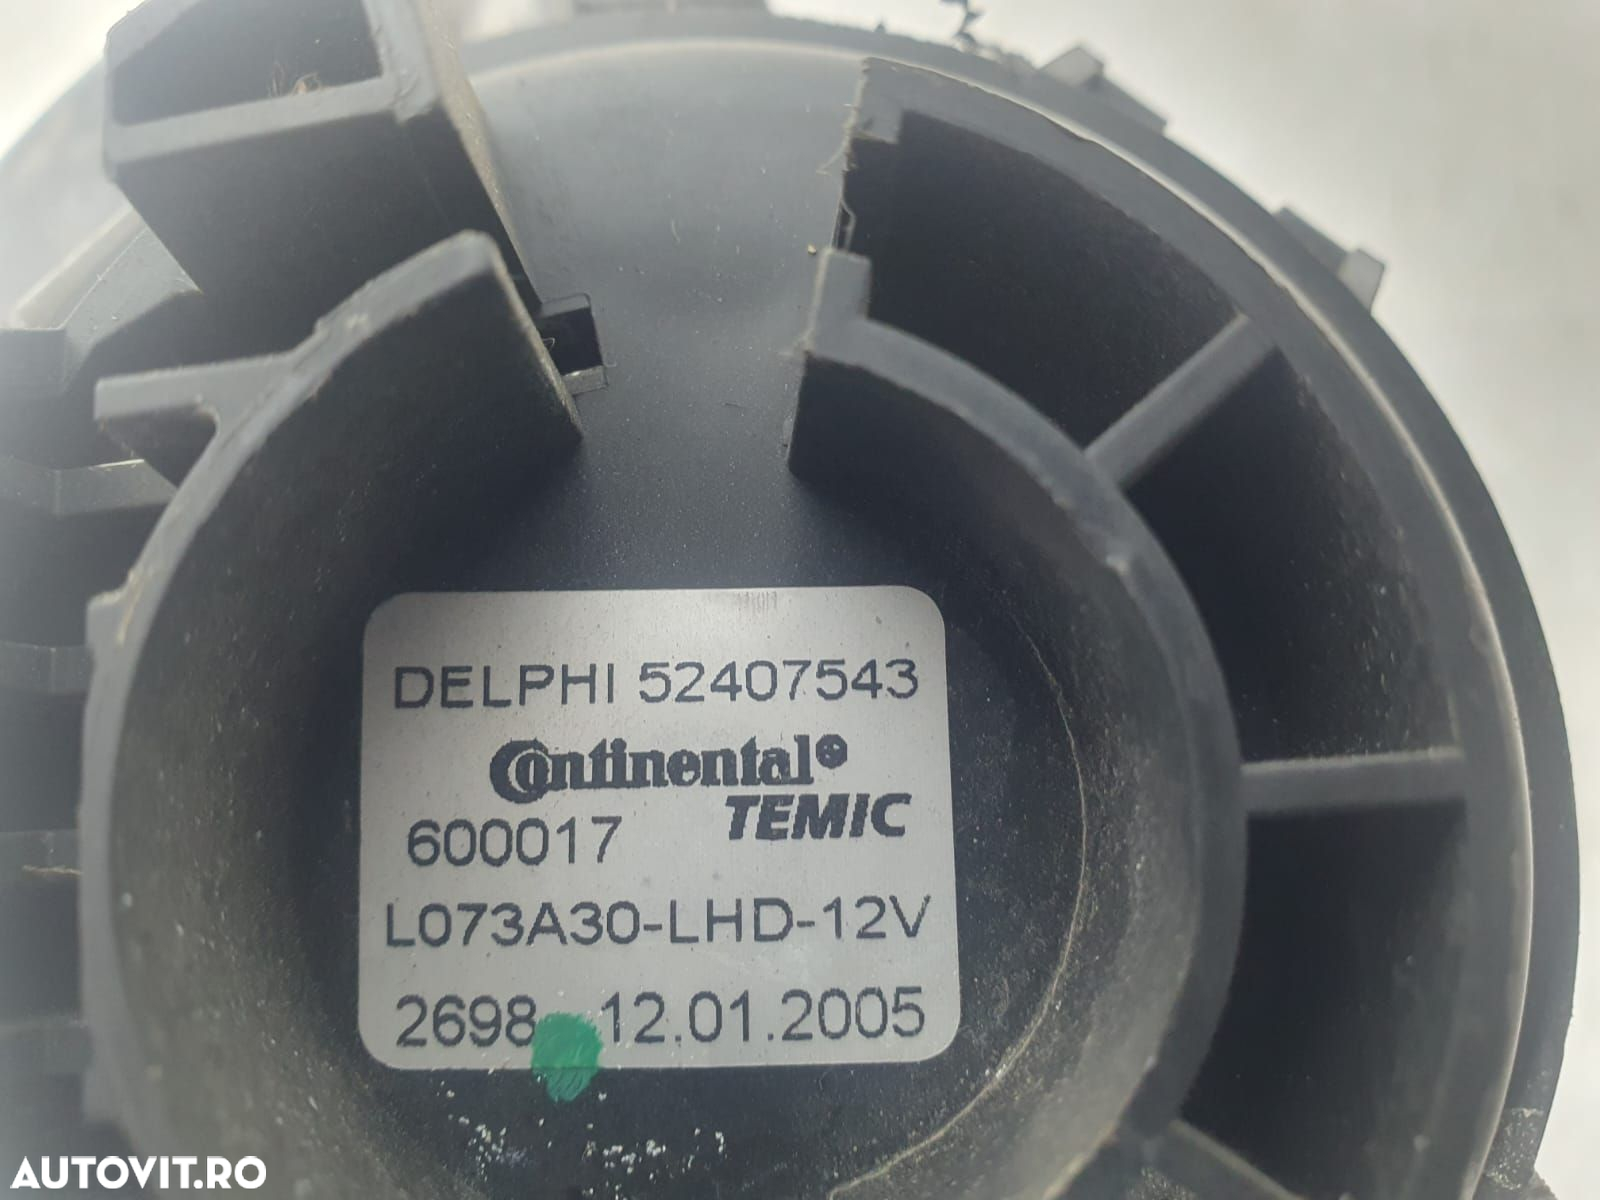 DELPHI 52407543
Continental®
TEMIC
600017
L073A30-LHD-12V
2698 12.01.2005
AUTOVIT.RO